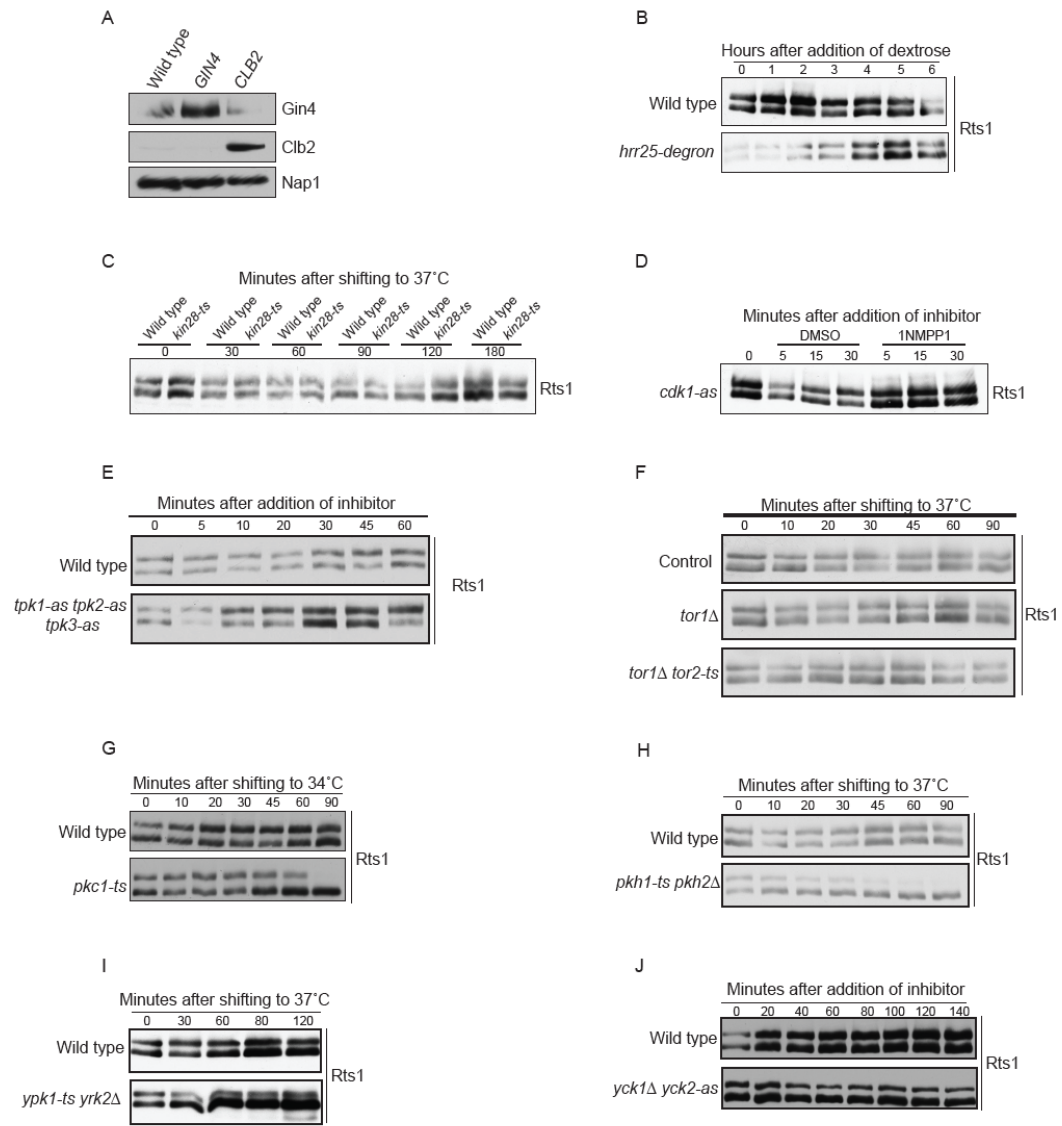 A
Wild type
GIN4
CLB2
Gin4
Clb2
Nap1
B
Hours after addition of dextrose
0 1 2 3 4 5 6
Wild type
hrr25-degron
Rts1
C
Minutes after shifting to 37˚C
Wild type kin28-ts Wild type kin28-ts Wild type kin28-ts Wild type kin28-ts Wild type kin28-ts Wild type kin28-ts
0 30 60 90 120 180
Rts1
D
Minutes after addition of inhibitor
DMSO 1NMPP1
0 5 15 30 5 15 30
cdk1-as
Rts1
E
Minutes after addition of inhibitor
0 5 10 20 30 45 60
Wild type
tpk1-as tpk2-as
tpk3-as
Rts1
F
Minutes after shifting to 37˚C
0 10 20 30 45 60 90
Control
tor1Δ
tor1Δ tor2-ts
Rts1
G
Minutes after shifting to 34˚C
0 10 20 30 45 60 90
Wild type
pkc1-ts
Rts1
H
Minutes after shifting to 37˚C
0 10 20 30 45 60 90
Wild type
pkh1-ts pkh2Δ
Rts1
I
Minutes after shifting to 37˚C
0 30 60 80 120
Wild type
ypk1-ts yrk2Δ
Rts1
J
Minutes after addition of inhibitor
0 20 40 60 80 100 120 140
Wild type
yck1Δ yck2-as
Rts1